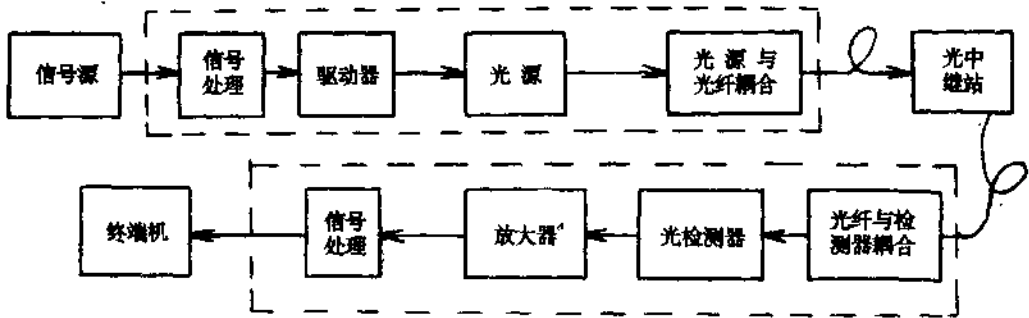 信号源
信号
处理
驱动器
光源
光源与
光纤耦合
光中
继站
终端机
信号
处理
放大器
光检测器
光纤与检
测器耦合